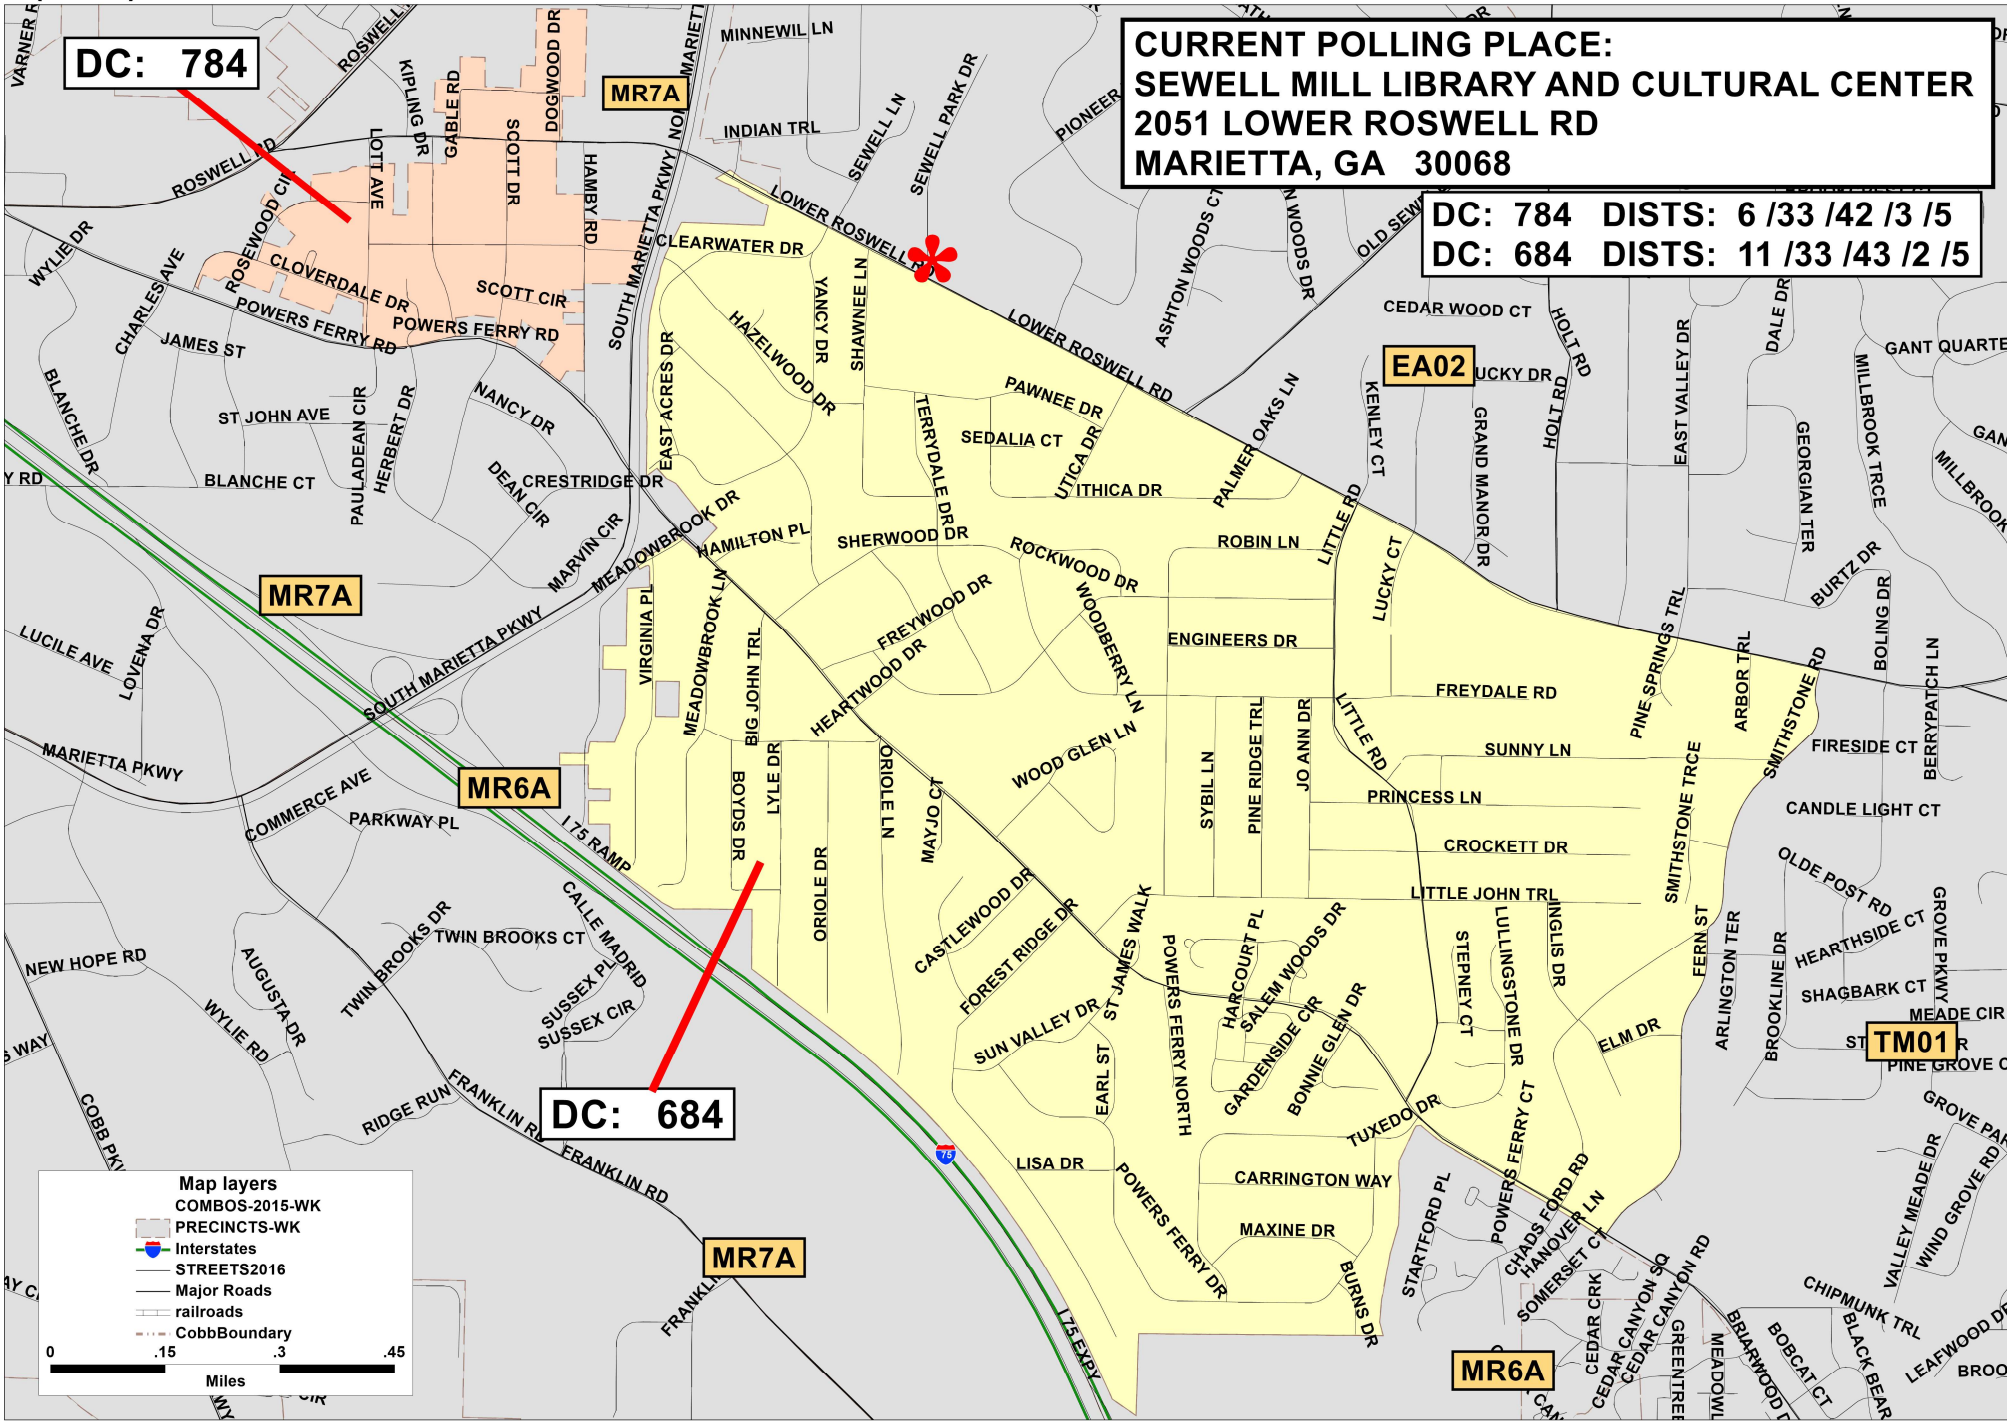 CURRENT POLLING PLACE:
SEWELL MILL LIBRARY AND CULTURAL CENTER
2051 LOWER ROSWELL RD
MARIETTA, GA 30068
DC: 784 DISTS: 6 /33 /42 /3 /5
DC: 684 DISTS: 11 /33 /43 /2 /5
DC: 784
DC: 684
MR7A
EA02
MR7A
MR6A
TM01
MR7A
MR6A
ROSWELL RD
KIPLING DR
GABLE RD
DOGWOOD DR
MINNEWIL LN
INDIAN TRL
SEWELL LN
SEWELL PARK DR
PIONEER
LOTT AVE
SCOTT DR
HAMBY RD
SOUTH MARIETTA PKWY
LOWER ROSWELL RD
ASHTON WOODS CT
WYLIE DR
CHARLES AVE
ROSEWOOD CIR
CLOVERDALE DR
SCOTT CIR
POWERS FERRY RD
POWERS FERRY RD
JAMES ST
CLEARWATER DR
YANCY DR
SHAWNEE LN
HAZELWOOD DR
EAST ACRES DR
LOWER ROSWELL RD
CEDAR WOOD CT
HOLT RD
HOLT RD
UCKY DR
DALE DR
EAST VALLEY DR
MILLBROOK TRCE
GANT QUARTE
GEORGIAN TER
MILLBROOK
KENLEY CT
GRAND MANOR DR
PALMER OAKS LN
PAWNEE DR
SEDALIA CT
UTICA DR
ITHICA DR
TERRYDALE DR
BLANCHE DR
ST JOHN AVE
BLANCHE CT
PAULADEAN CIR
HERBERT DR
NANCY DR
DEAN CIR
CRESTRIDGE DR
MARVIN CIR
MEADOWBROOK DR
HAMILTON PL
SHERWOOD DR
ROCKWOOD DR
ROBIN LN
LITTLE RD
LUCKY CT
BURTZ DR
BOLING DR
BERRYPATCH LN
LUCILE AVE
LOVENA DR
SOUTH MARIETTA PKWY
VIRGINIA PL
MEADOWBROOK LN
BIG JOHN TRL
FREYWOOD DR
HEARTWOOD DR
WOODBERRY LN
ENGINEERS DR
FREYDALE RD
PINE SPRINGS TRL
ARBOR TRL
SMITHSTONE RD
MARIETTA PKWY
COMMERCE AVE
PARKWAY PL
I 75 RAMP
BOYDS DR
LYLE DR
ORIOLE DR
ORIOLE LN
MAYJO CT
WOOD GLEN LN
SYBIL LN
PINE RIDGE TRL
JO ANN DR
LITTLE RD
SUNNY LN
PRINCESS LN
CROCKETT DR
SMITHSTONE TRCE
FIRESIDE CT
CANDLE LIGHT CT
OLDE POST RD
LITTLE JOHN TRL
NEW HOPE RD
AUGUSTA DR
TWIN BROOKS DR
TWIN BROOKS CT
CALLE MADRID
SUSSEX PL
SUSSEX CIR
WYLIE RD
CASTLEWOOD DR
FOREST RIDGE DR
ST JAMES WALK
POWERS FERRY NORTH
HARCOURT PL
SALEM WOODS DR
GARDENSIDE CIR
BONNIE GLEN DR
STEPNEY CT
LULLINGSTONE DR
INGLIS DR
FERN ST
ARLINGTON TER
BROOKLINE DR
HEARTHSIDE CT
GROVE PKWY
SHAGBARK CT
MEADE CIR
PINE GROVE C
ELM DR
SUN VALLEY DR
EARL ST
RIDGE RUN
FRANKLIN RD
FRANKLIN RD
LISA DR
POWERS FERRY DR
CARRINGTON WAY
MAXINE DR
BURNS DR
TUXEDO DR
STARTFORD PL
POWERS FERRY CT
CHADS FORD RD
HANOVER LN
SOMERSET CT
VALLEY MEADE DR
WIND GROVE RD
CHIPMUNK TRL
CEDAR CRK
CEDAR CANYON SQ
CEDAR CANYON RD
BOBCAT CT
BLACK BEAR
I 75 EXPY
75
Map layers
COMBOS-2015-WK
PRECINCTS-WK
Interstates
STREETS2016
Major Roads
railroads
CobbBoundary
0 .15 .3 .45
Miles